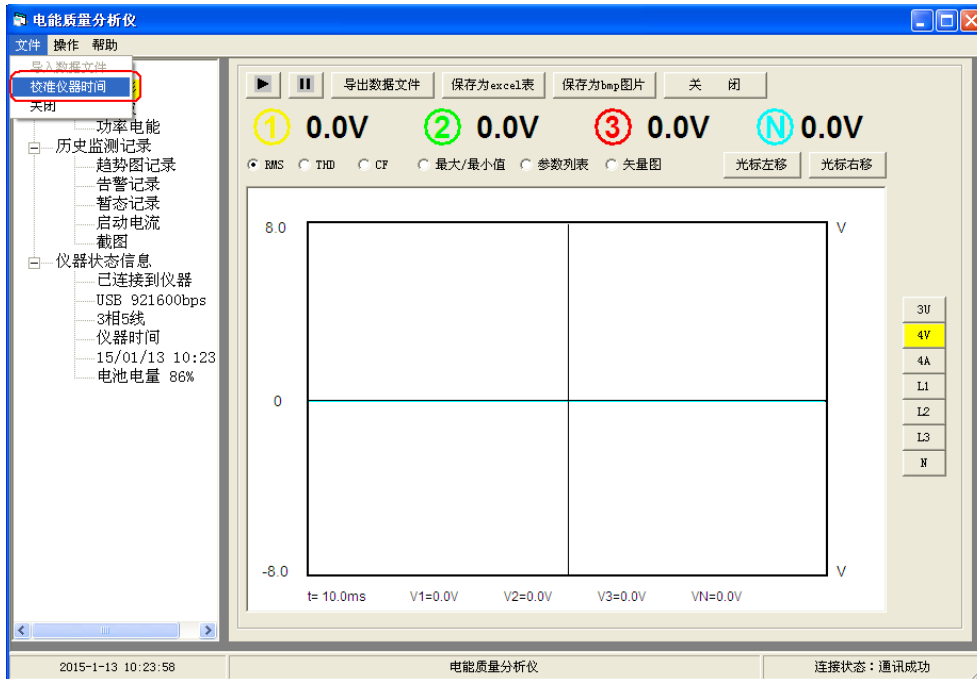 电能质量分析仪
文件 操作 帮助
导入数据文件
校准仪器时间
关闭
功率电能
历史监测记录
趋势图记录
告警记录
暂态记录
启动电流
截图
仪器状态信息
已连接到仪器
USB 921600bps
3相5线
仪器时间
15/01/13 10:23
电池电量 86%
导出数据文件 保存为excel表 保存为bmp图片 关 闭
1 0.0V 2 0.0V 3 0.0V N 0.0V
RMS THD CF 最大/最小值 参数列表 矢量图 光标左移 光标右移
8.0 V
0
-8.0 V
t= 10.0ms V1=0.0V V2=0.0V V3=0.0V VN=0.0V
3U
4V
4A
L1
L2
L3
N
2015-1-13 10:23:58 电能质量分析仪 连接状态：通讯成功